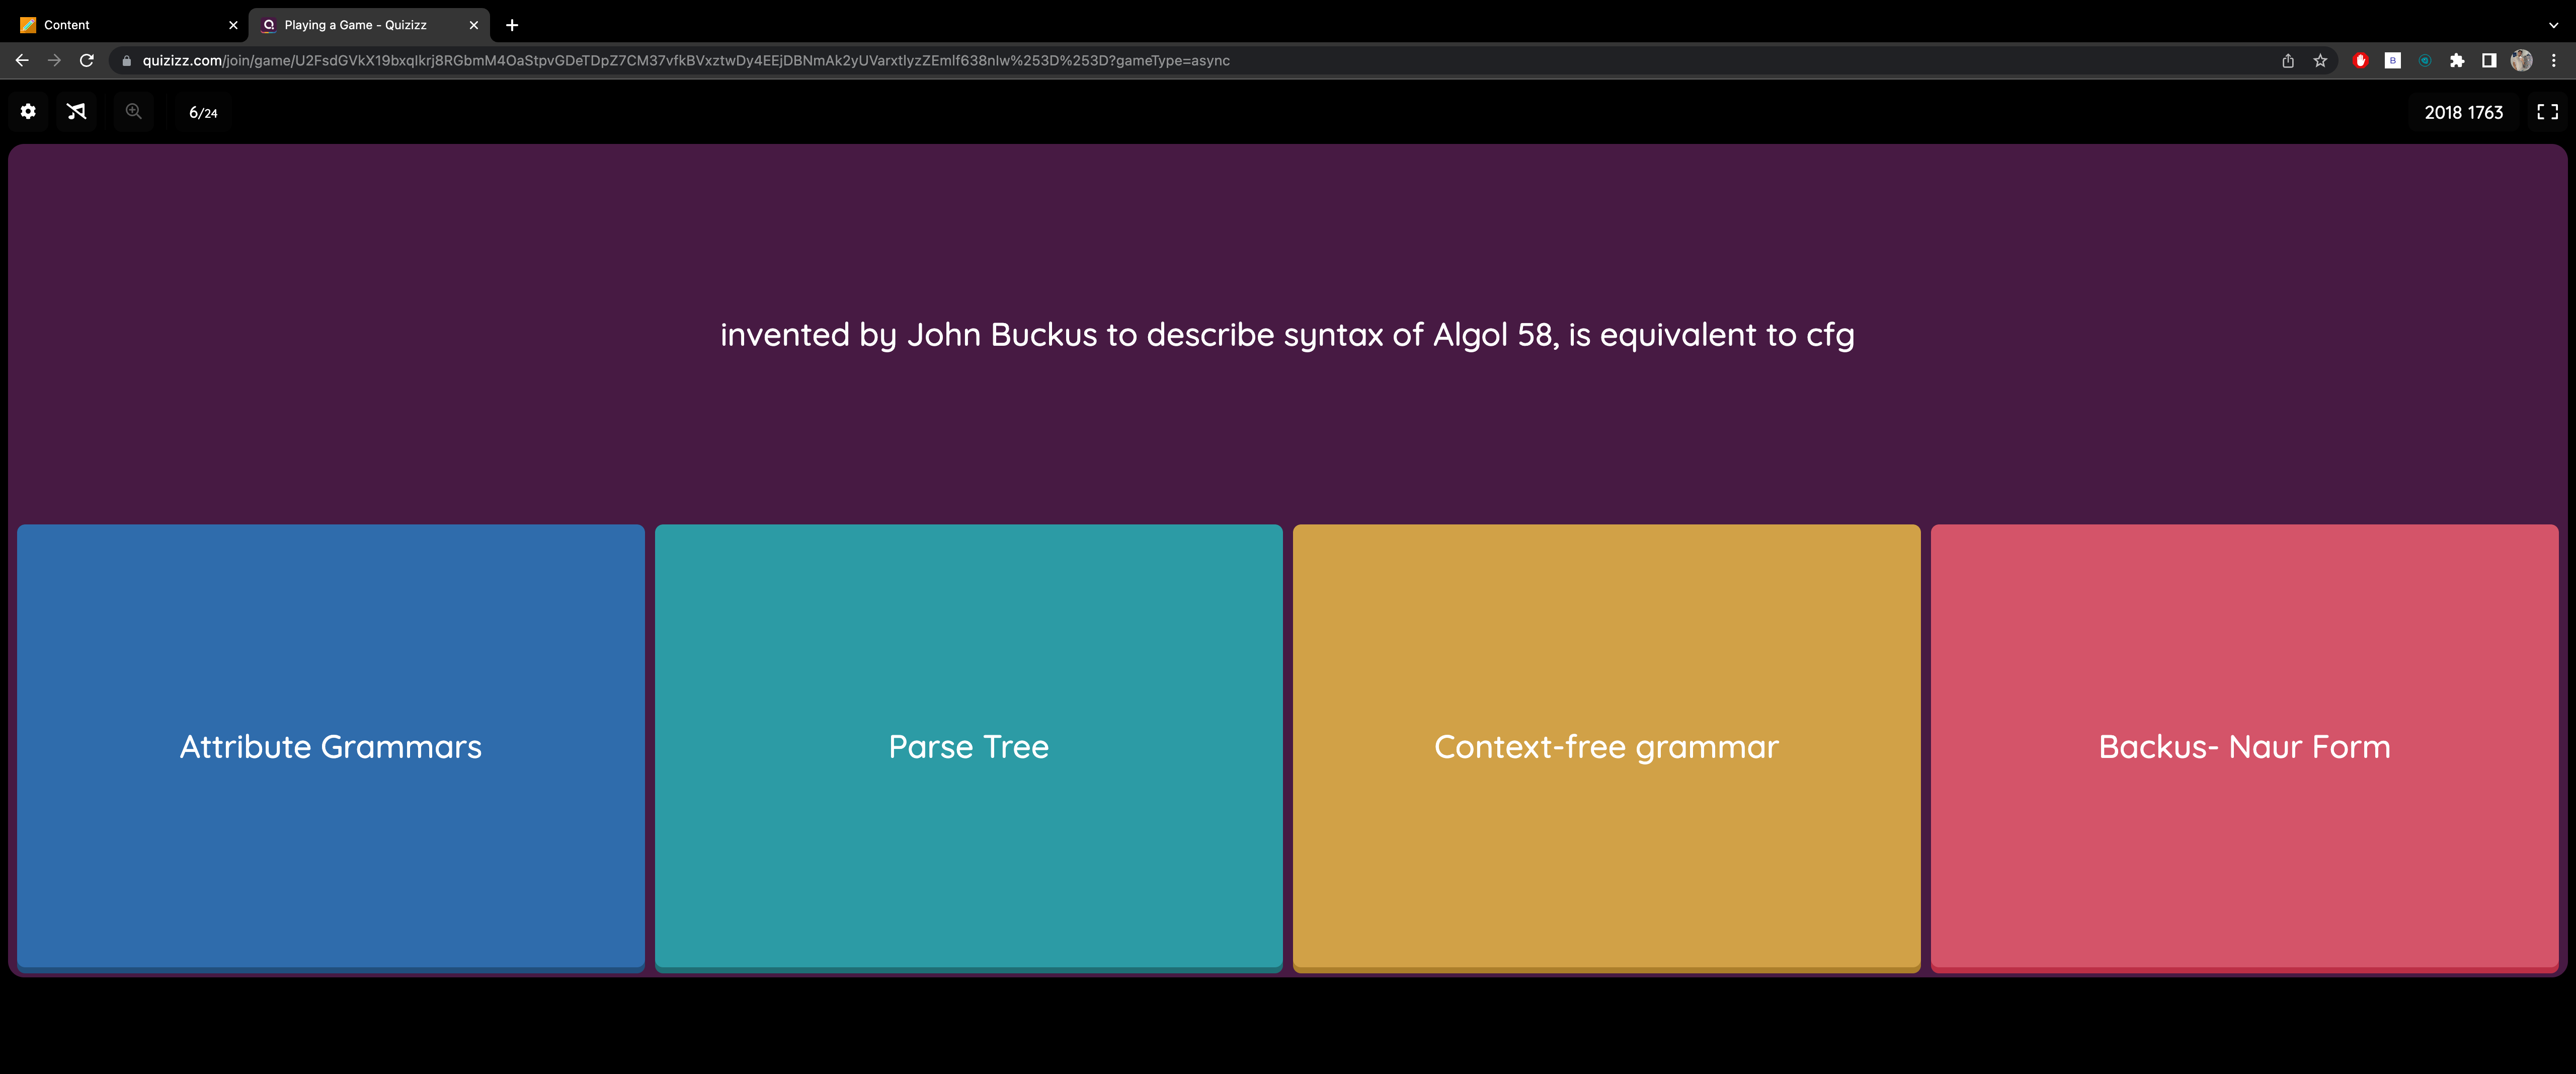 Content
Playing a Game - Quizizz
quizizz.com/join/game/U2FsdGVkX19bxqIkrj8RGbmM4OaStpvGDeTDpZ7CM37vfkBVxztwDy4EEjDBNmAk2yUVarxtlyzZEmlf638nIw%253D%253D?gameType=async
6/24
2018 1763
invented by John Buckus to describe syntax of Algol 58, is equivalent to cfg
Attribute Grammars
Parse Tree
Context-free grammar
Backus- Naur Form